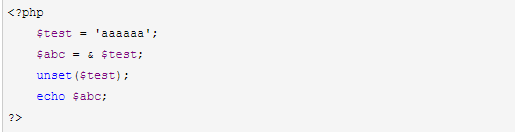 <?php
$test = 'aaaaaa';
$abc = & $test;
unset($test);
echo $abc;
?>